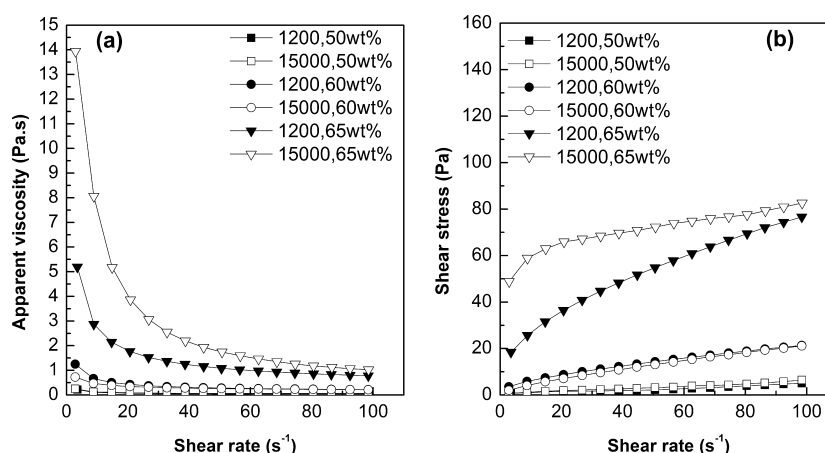 (a)
1200,50wt%
15000,50wt%
1200,60wt%
15000,60wt%
1200,65wt%
15000,65wt%
Apparent viscosity (Pa.s)
15
14
13
12
11
10
9
8
7
6
5
4
3
2
1
0
0 20 40 60 80 100
Shear rate (s⁻¹)
(b)
1200,50wt%
15000,50wt%
1200,60wt%
15000,60wt%
1200,65wt%
15000,65wt%
Shear stress (Pa)
160
140
120
100
80
60
40
20
0
0 20 40 60 80 100
Shear rate (s⁻¹)